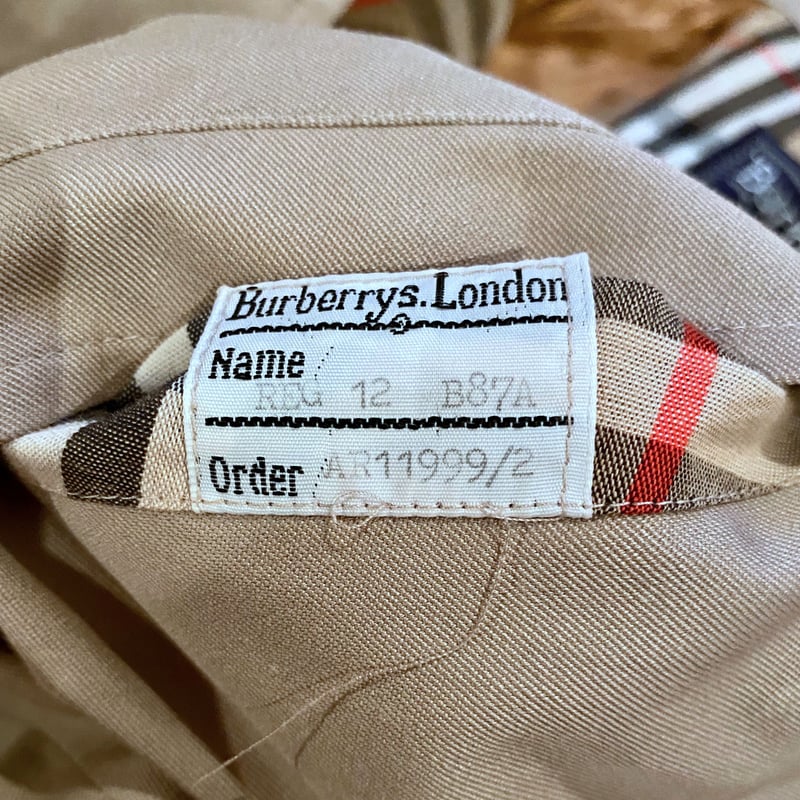 Burberrys. London
Name
REG 12 B87A
Order AR11999/2